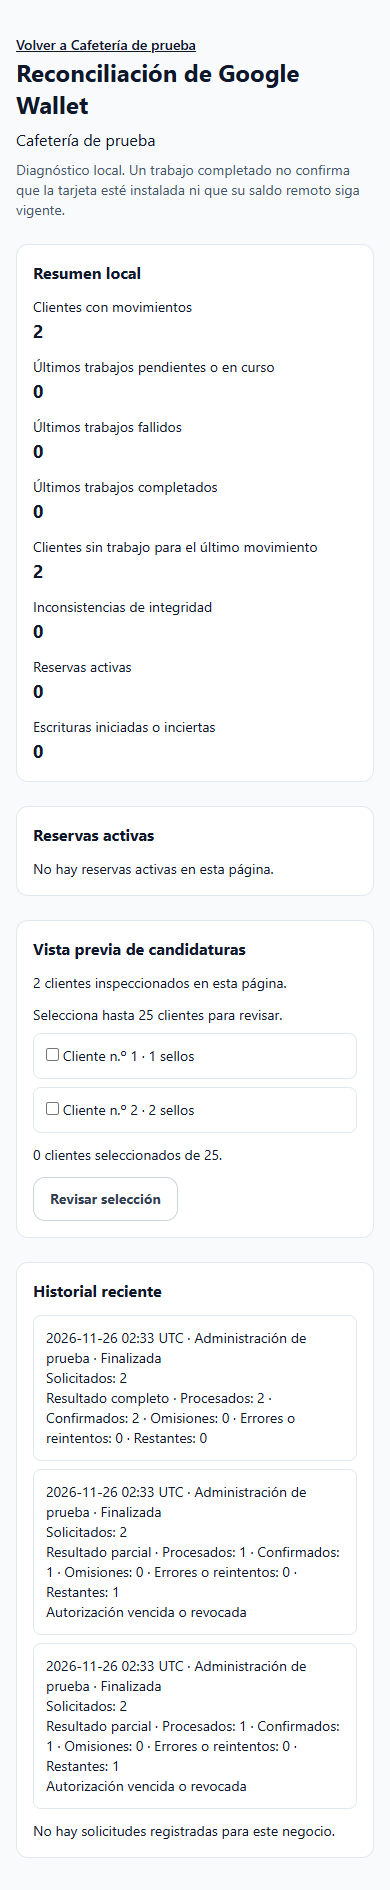 Volver a Cafetería de prueba
Reconciliación de Google
Wallet
Cafetería de prueba
Diagnóstico local. Un trabajo completado no confirma
que la tarjeta esté instalada ni que su saldo remoto siga
vigente.
Resumen local
Clientes con movimientos
2
Últimos trabajos pendientes o en curso
0
Últimos trabajos fallidos
0
Últimos trabajos completados
0
Clientes sin trabajo para el último movimiento
2
Inconsistencias de integridad
0
Reservas activas
0
Escrituras iniciadas o inciertas
0
Reservas activas
No hay reservas activas en esta página.
Vista previa de candidaturas
2 clientes inspeccionados en esta página.
Selecciona hasta 25 clientes para revisar.
Cliente n.º 1 · 1 sellos
Cliente n.º 2 · 2 sellos
0 clientes seleccionados de 25.
Revisar selección
Historial reciente
2026-11-26 02:33 UTC · Administración de
prueba · Finalizada
Solicitados: 2
Resultado completo · Procesados: 2 ·
Confirmados: 2 · Omisiones: 0 · Errores o
reintentos: 0 · Restantes: 0
2026-11-26 02:33 UTC · Administración de
prueba · Finalizada
Solicitados: 2
Resultado parcial · Procesados: 1 · Confirmados:
1 · Omisiones: 0 · Errores o reintentos: 0 ·
Restantes: 1
Autorización vencida o revocada
2026-11-26 02:33 UTC · Administración de
prueba · Finalizada
Solicitados: 2
Resultado parcial · Procesados: 1 · Confirmados:
1 · Omisiones: 0 · Errores o reintentos: 0 ·
Restantes: 1
Autorización vencida o revocada
No hay solicitudes registradas para este negocio.